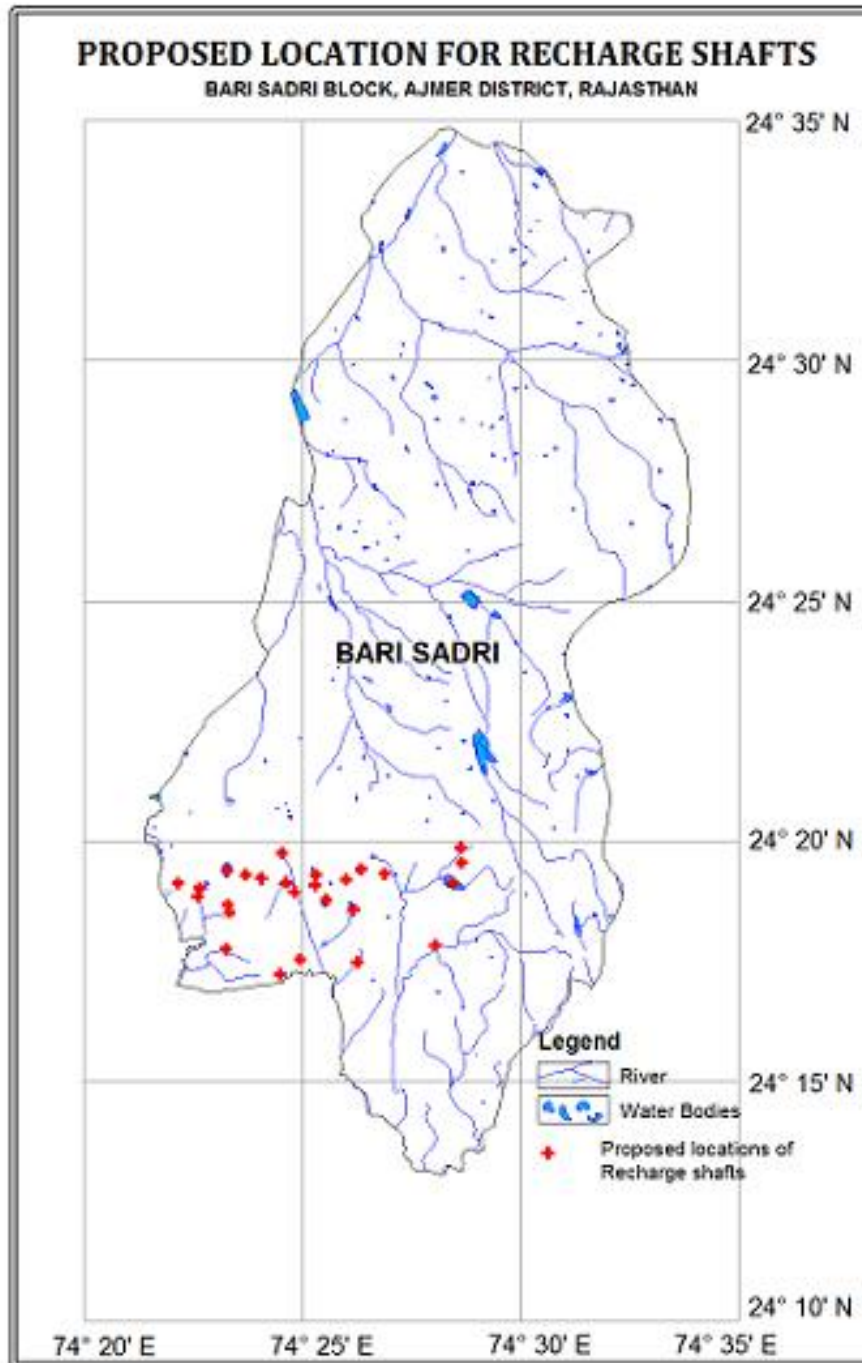 PROPOSED LOCATION FOR RECHARGE SHAFTS
BARI SADRI BLOCK, AJMER DISTRICT, RAJASTHAN
24° 35' N
24° 30' N
24° 25' N
BARI SADRI
24° 20' N
Legend
River
24° 15' N
Water Bodies
Proposed locations of
Recharge shafts
24° 10' N
74° 20' E 74° 25' E 74° 30' E 74° 35' E